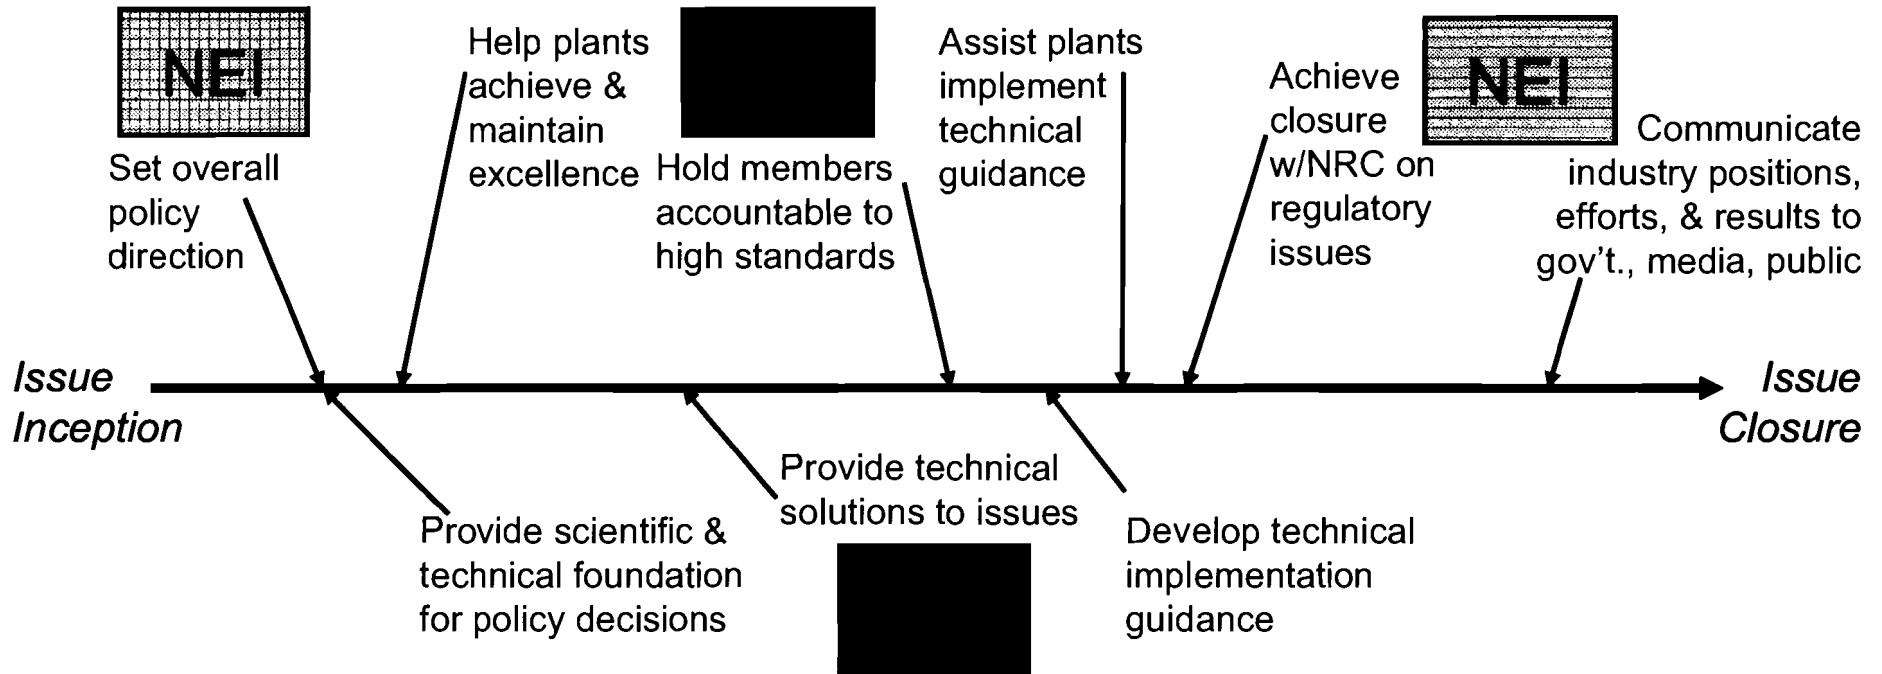 NEI
Set overall
policy
direction
Help plants
achieve &
maintain
excellence
Hold members
accountable to
high standards
Assist plants
implement
technical
guidance
Achieve
closure
w/NRC on
regulatory
issues
NEI
Communicate
industry positions,
efforts, & results to
gov't., media, public
Issue
Inception
Issue
Closure
Provide scientific &
technical foundation
for policy decisions
Provide technical
solutions to issues
Develop technical
implementation
guidance